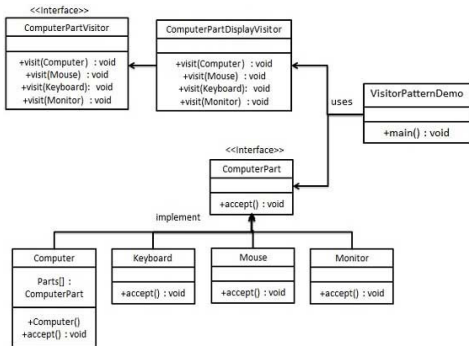 <<Interface>>
ComputerPartVisitor
+visit(Computer) : void
+visit(Mouse) : void
+visit(Keyboard): void
+visit(Monitor) : void
ComputerPartDisplayVisitor
+visit(Computer) : void
+visit(Mouse) : void
+visit(Keyboard): void
+visit(Monitor) : void
uses
VisitorPatternDemo
+main() : void
<<Interface>>
ComputerPart
+accept() : void
implement
Computer
Parts[] :
ComputerPart
+Computer()
+accept() : void
Keyboard
+accept() : void
Mouse
+accept() : void
Monitor
+accept() : void